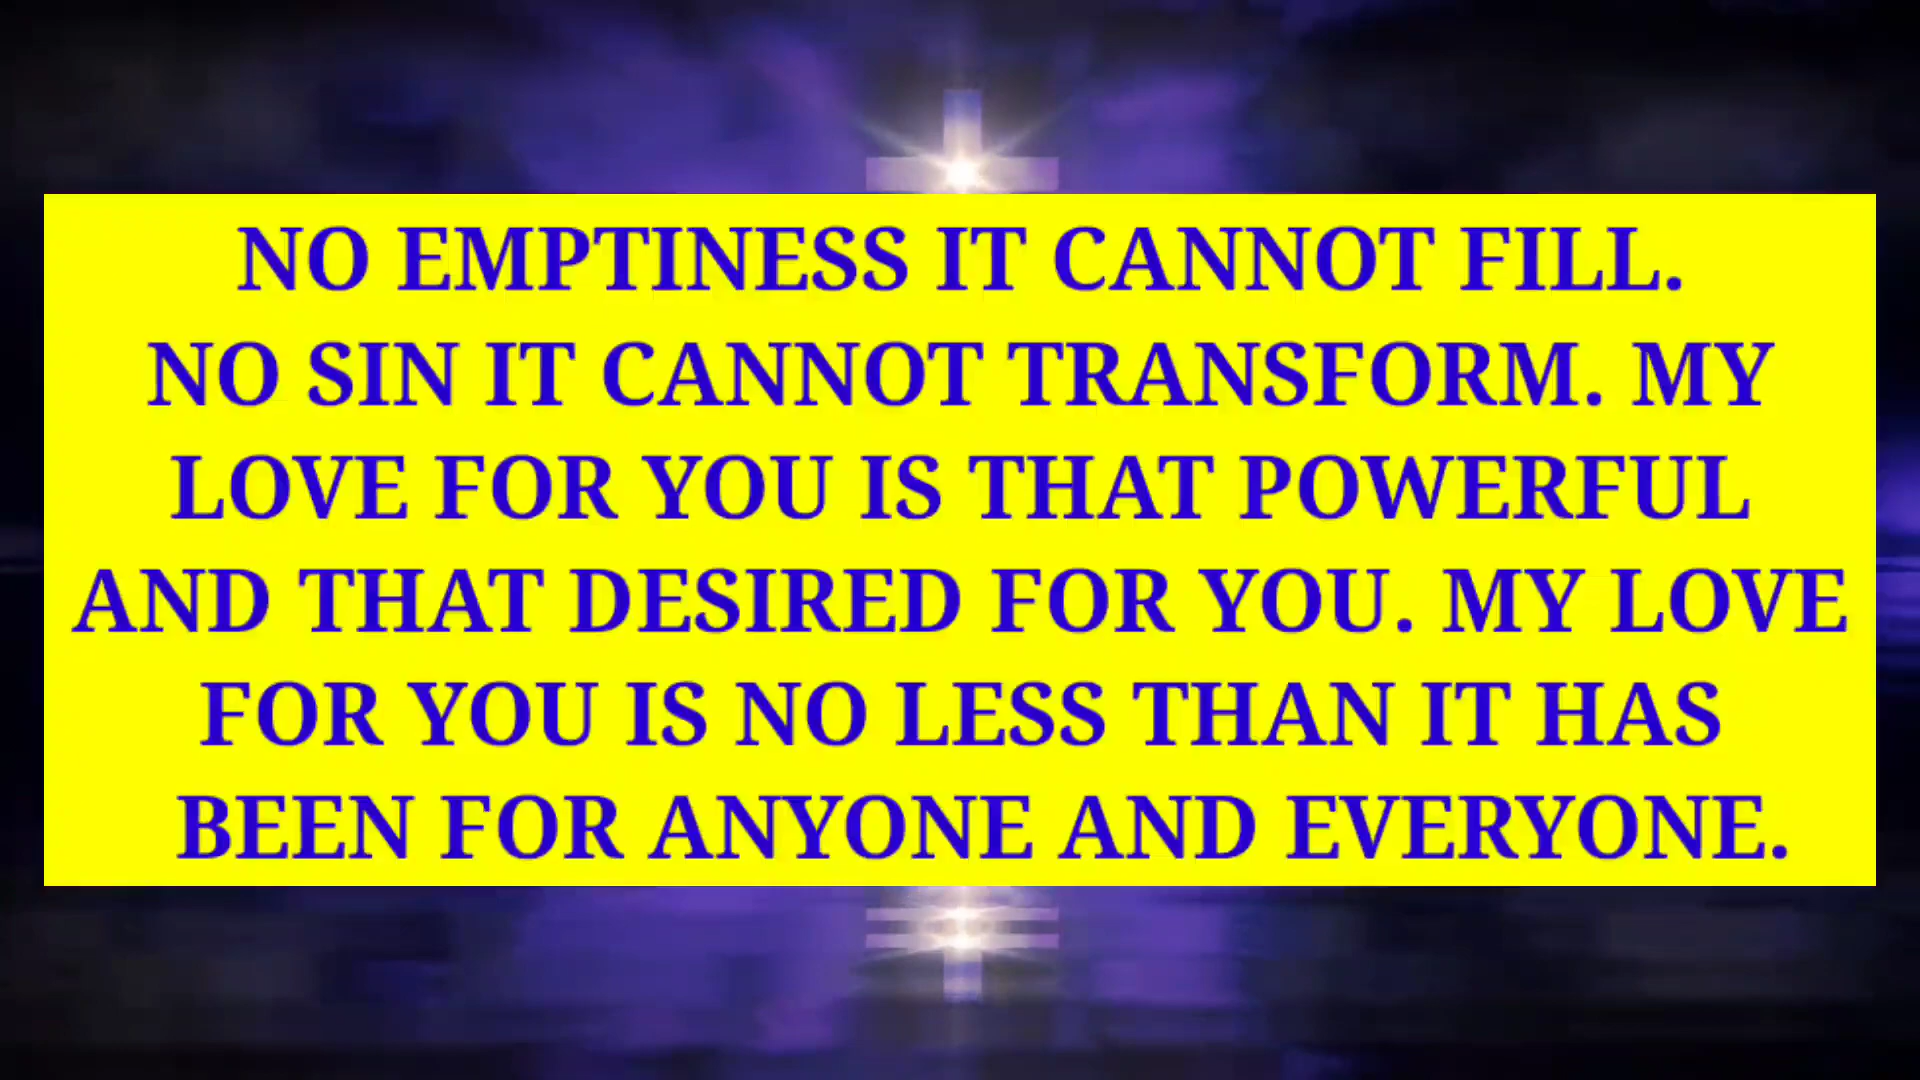 NO EMPTINESS IT CANNOT FILL.
NO SIN IT CANNOT TRANSFORM. MY
LOVE FOR YOU IS THAT POWERFUL
AND THAT DESIRED FOR YOU. MY LOVE
FOR YOU IS NO LESS THAN IT HAS
BEEN FOR ANYONE AND EVERYONE.